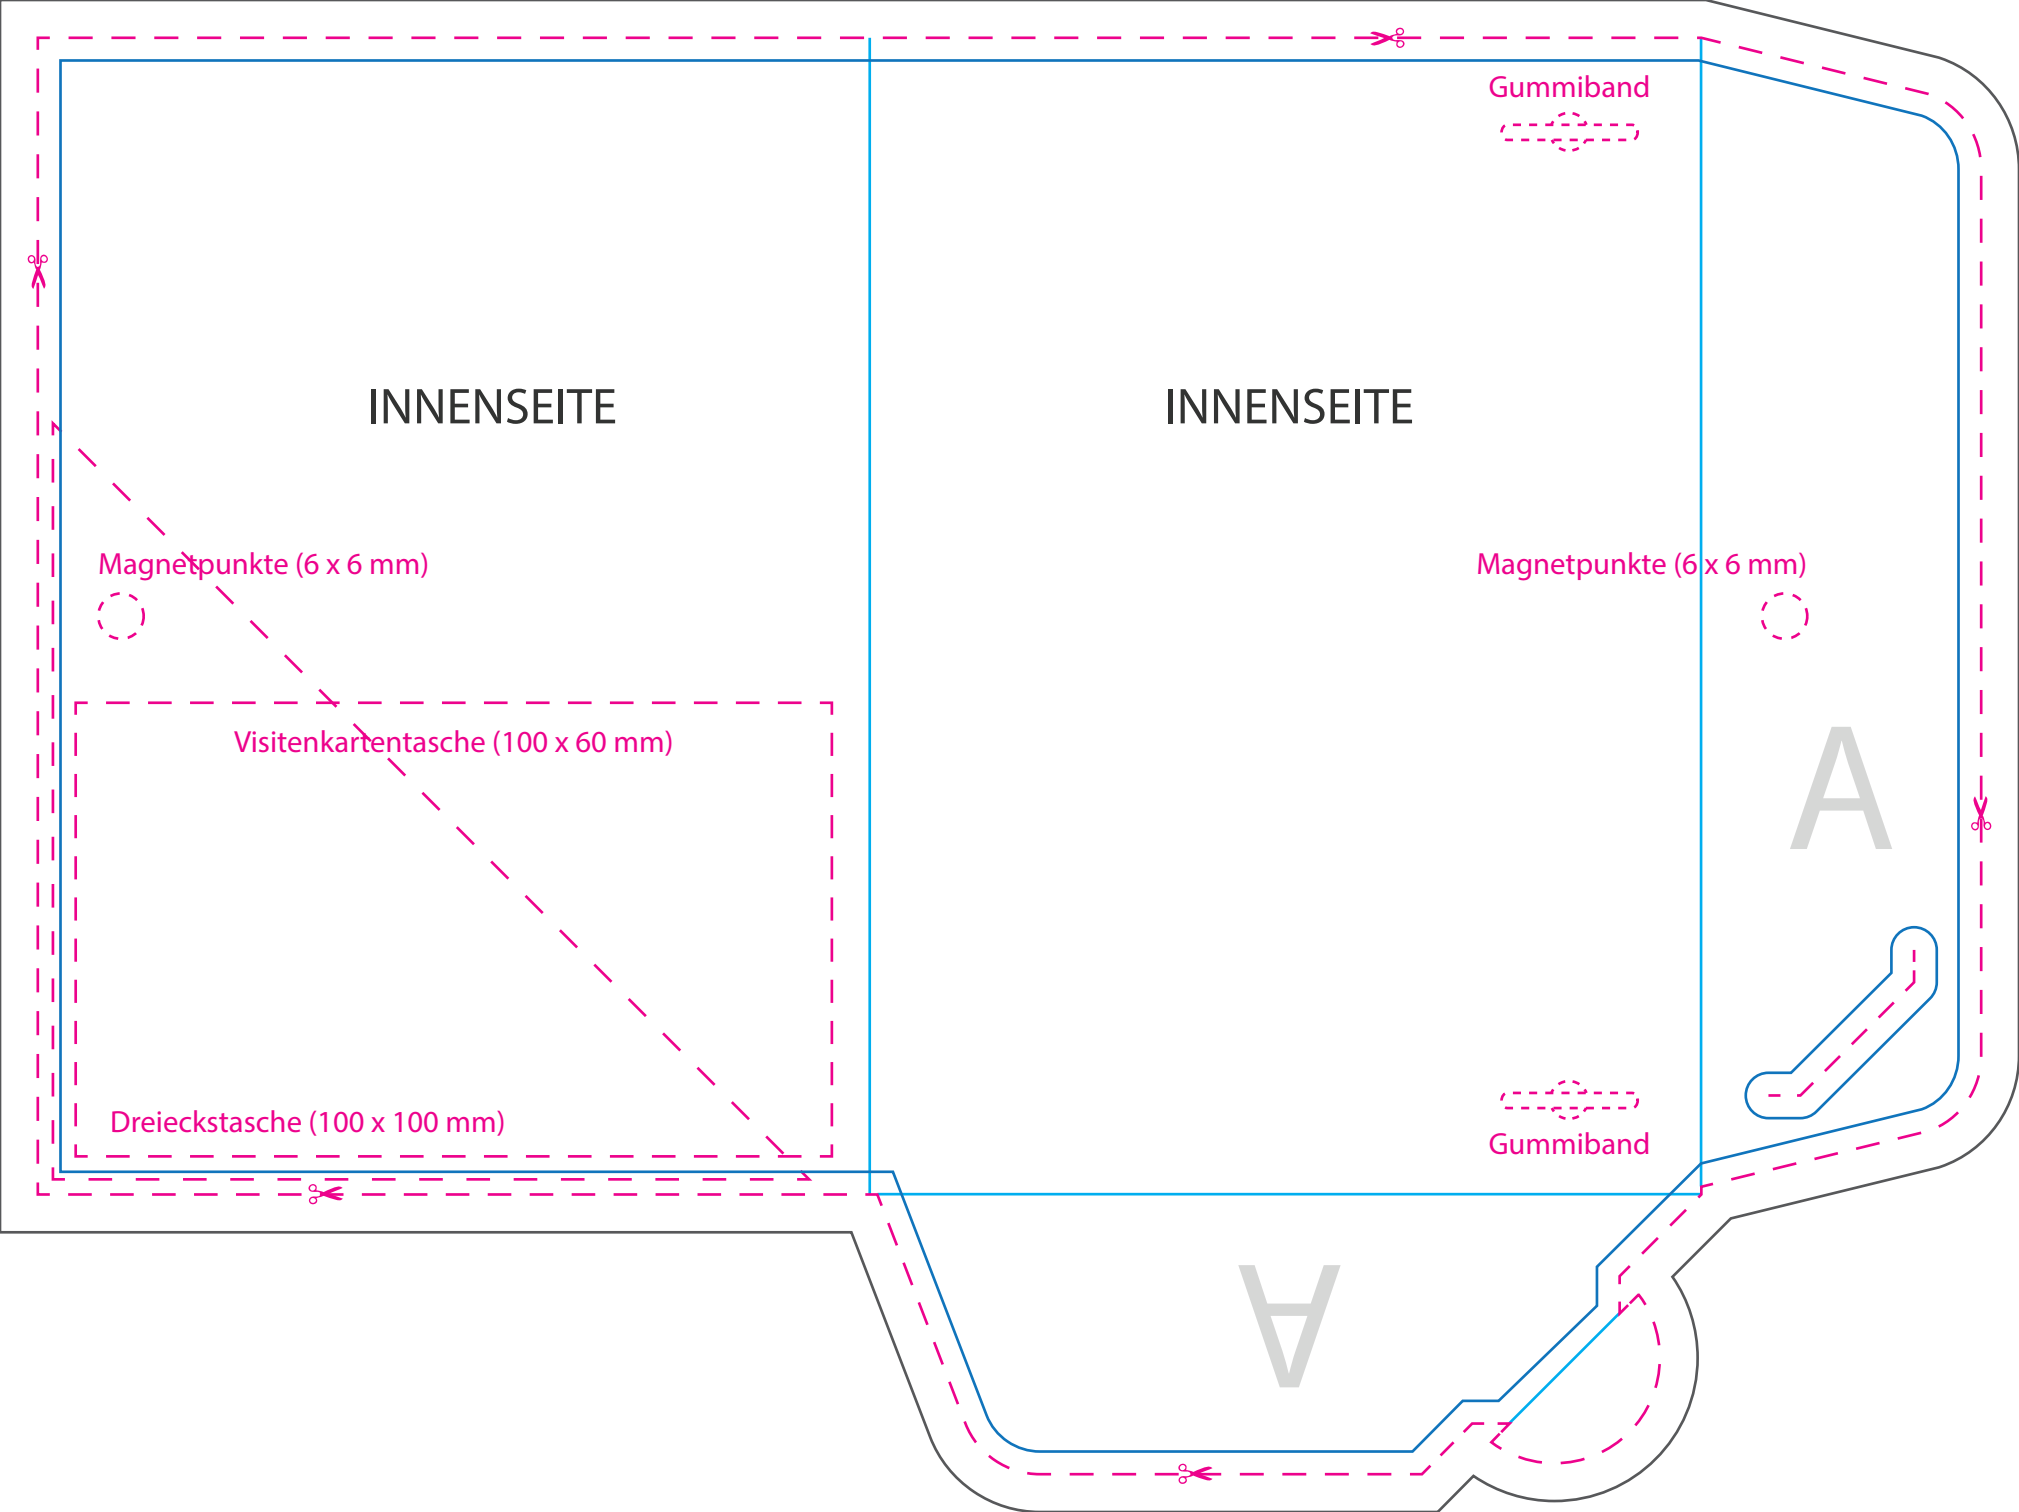 Gummiband
INNENSEITE
INNENSEITE
Magnetpunkte (6 x 6 mm)
Magnetpunkte (6 x 6 mm)
Visitenkartentasche (100 x 60 mm)
A
Dreieckstasche (100 x 100 mm)
Gummiband
A